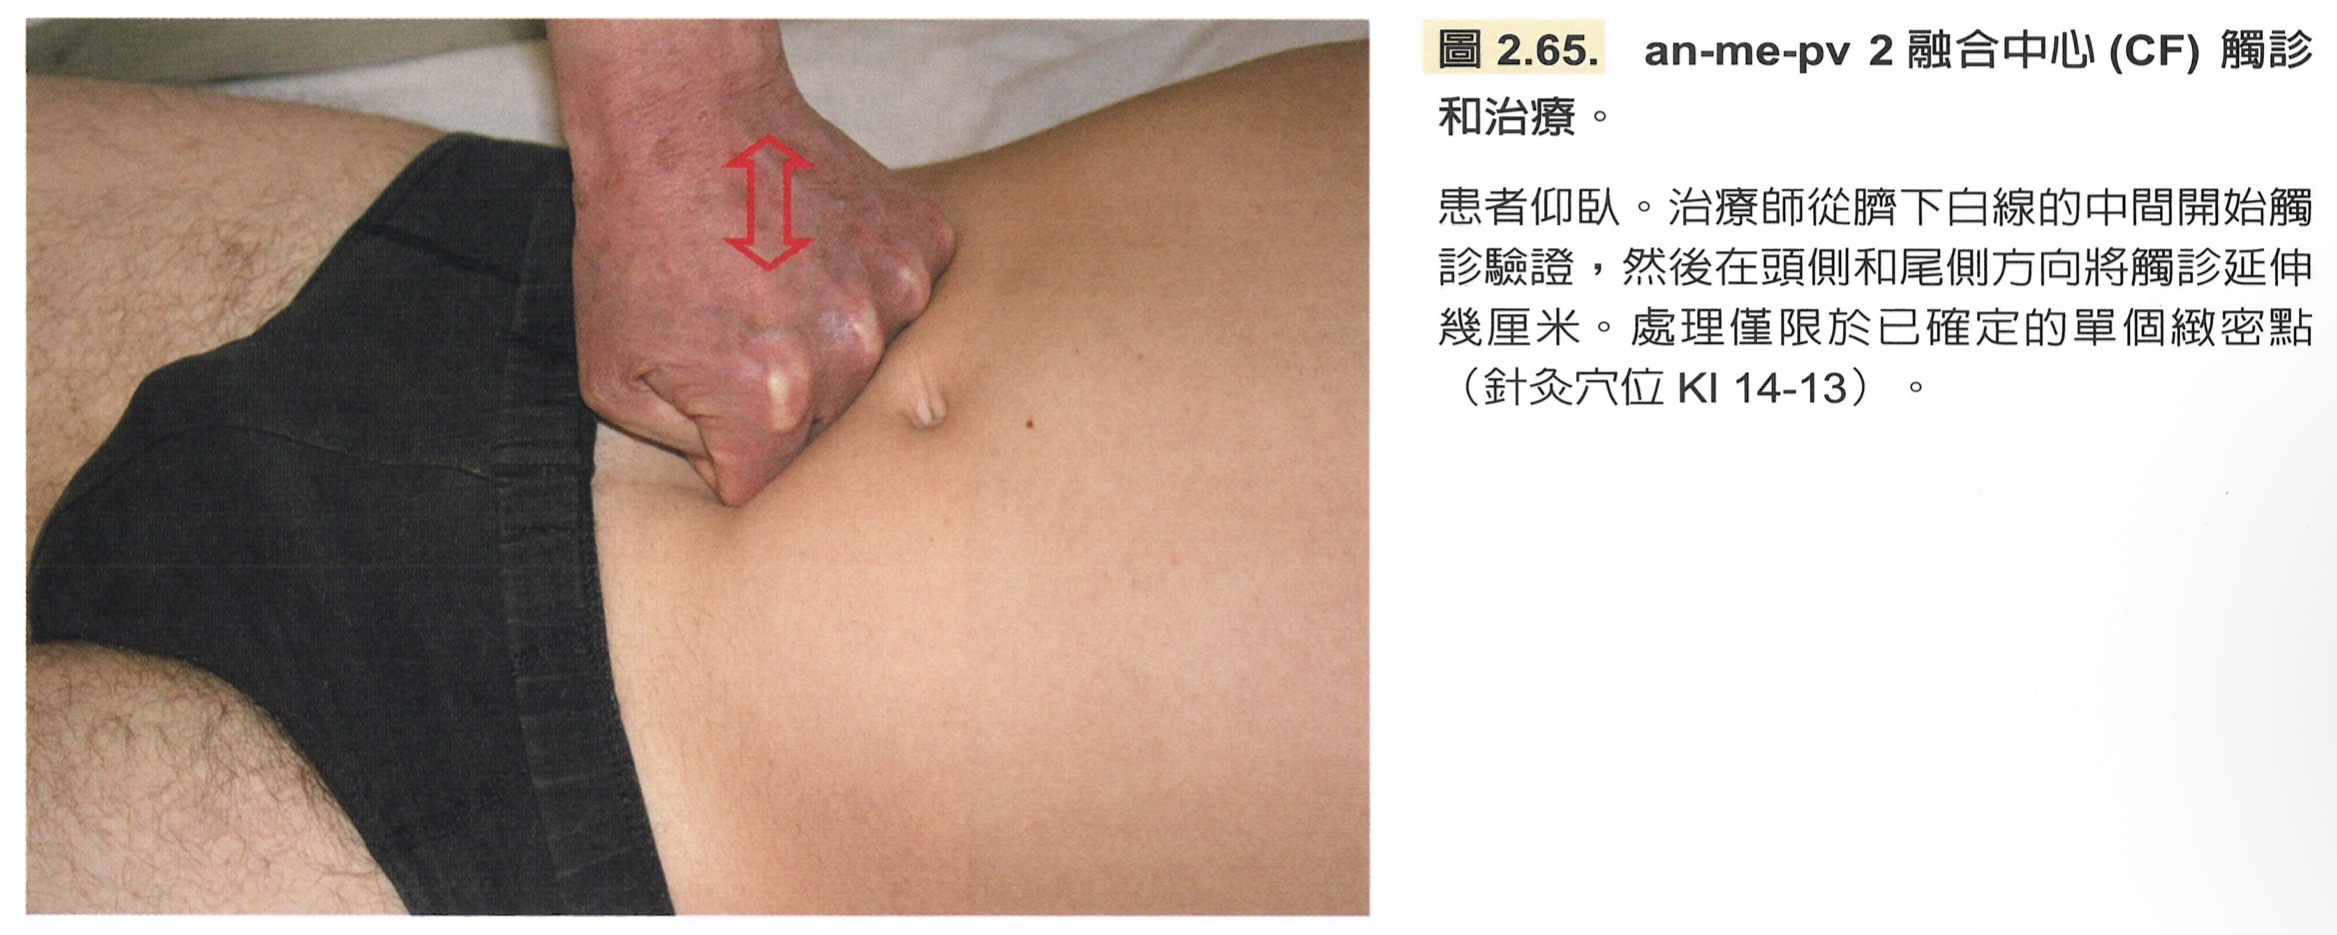 圖 2.65. an-me-pv 2 融合中心 (CF) 觸診
和治療。
患者仰臥。治療師從臍下白線的中間開始觸
診驗證，然後在頭側和尾側方向將觸診延伸
幾厘米。處理僅限於已確定的單個緻密點
（針灸穴位 KI 14-13）。